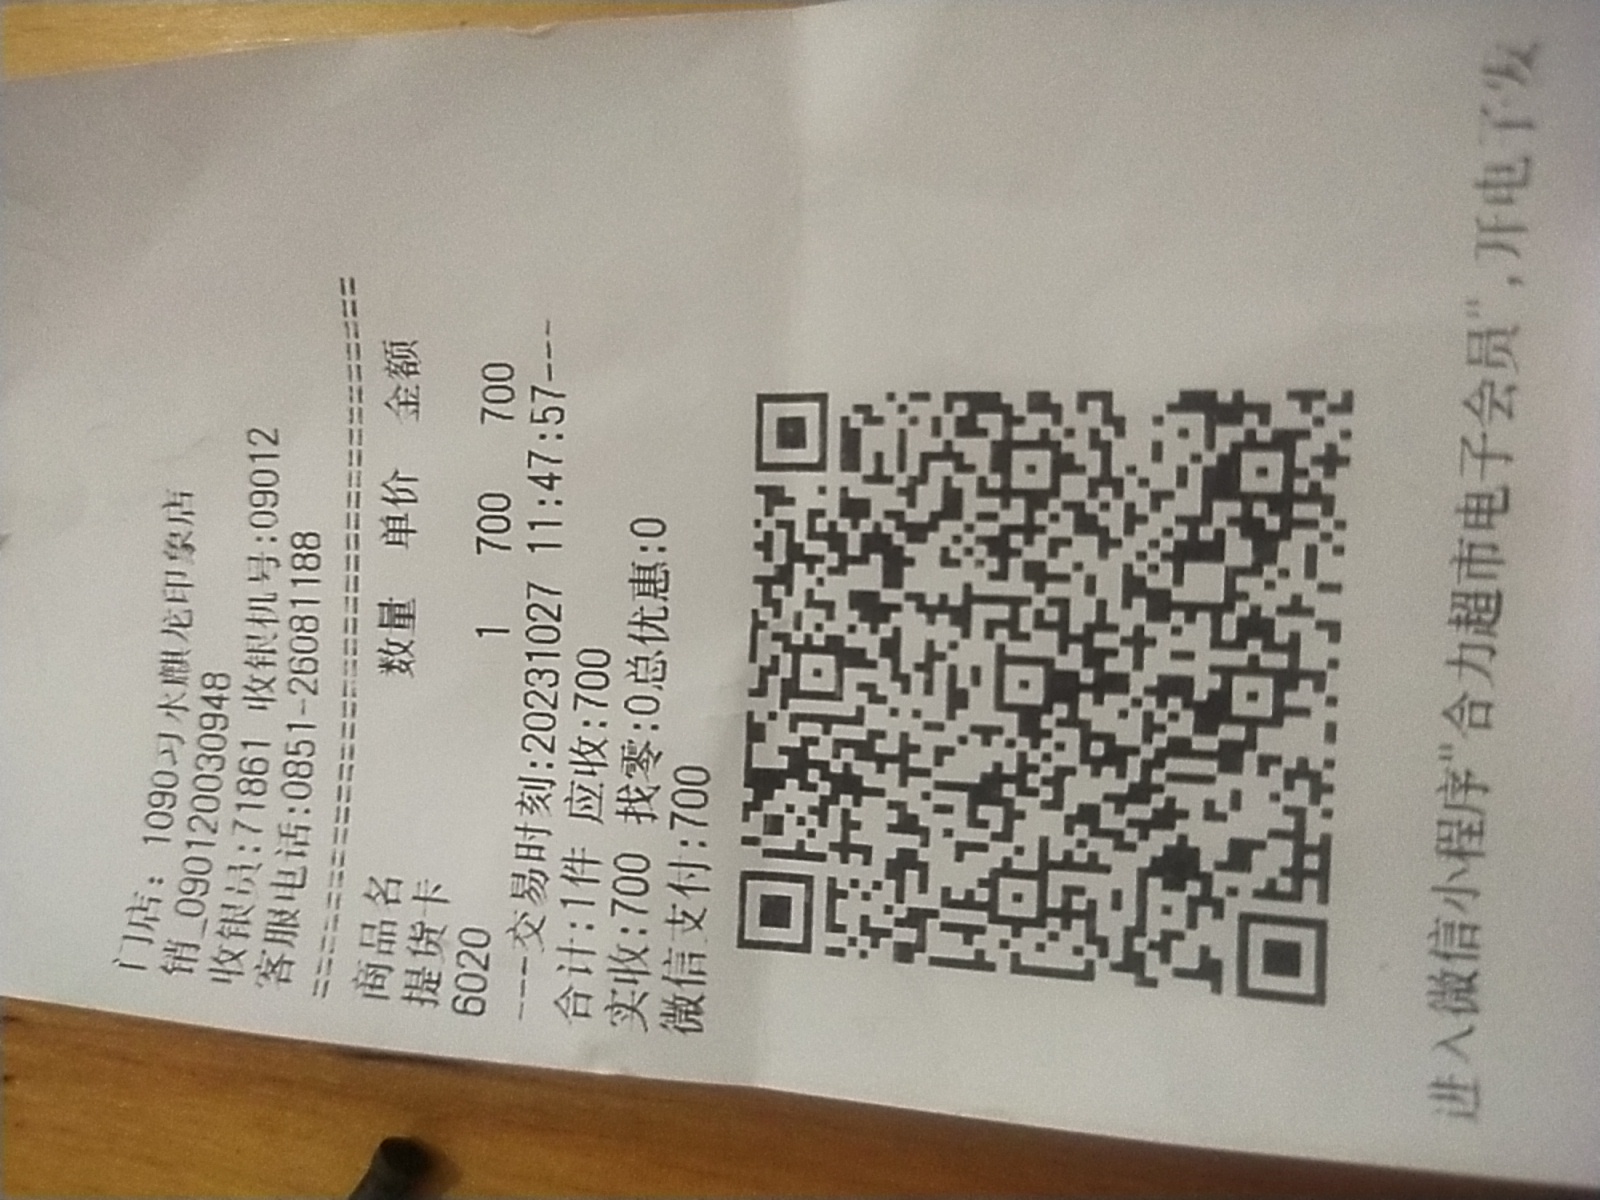 门店: 1090习水麒龙印象店
销_090120030948
收银员:71861 收银机号:09012
客服电话:0851-26081188
================================
商品名 数量 单价 金额
提货卡
6020 1 700 700
---交易时刻:20231027 11:47:57---
合计:1件 应收:700
实收:700 找零:0总优惠:0
微信支付:700
进入微信小程序"合力超市电子会员",开电子发